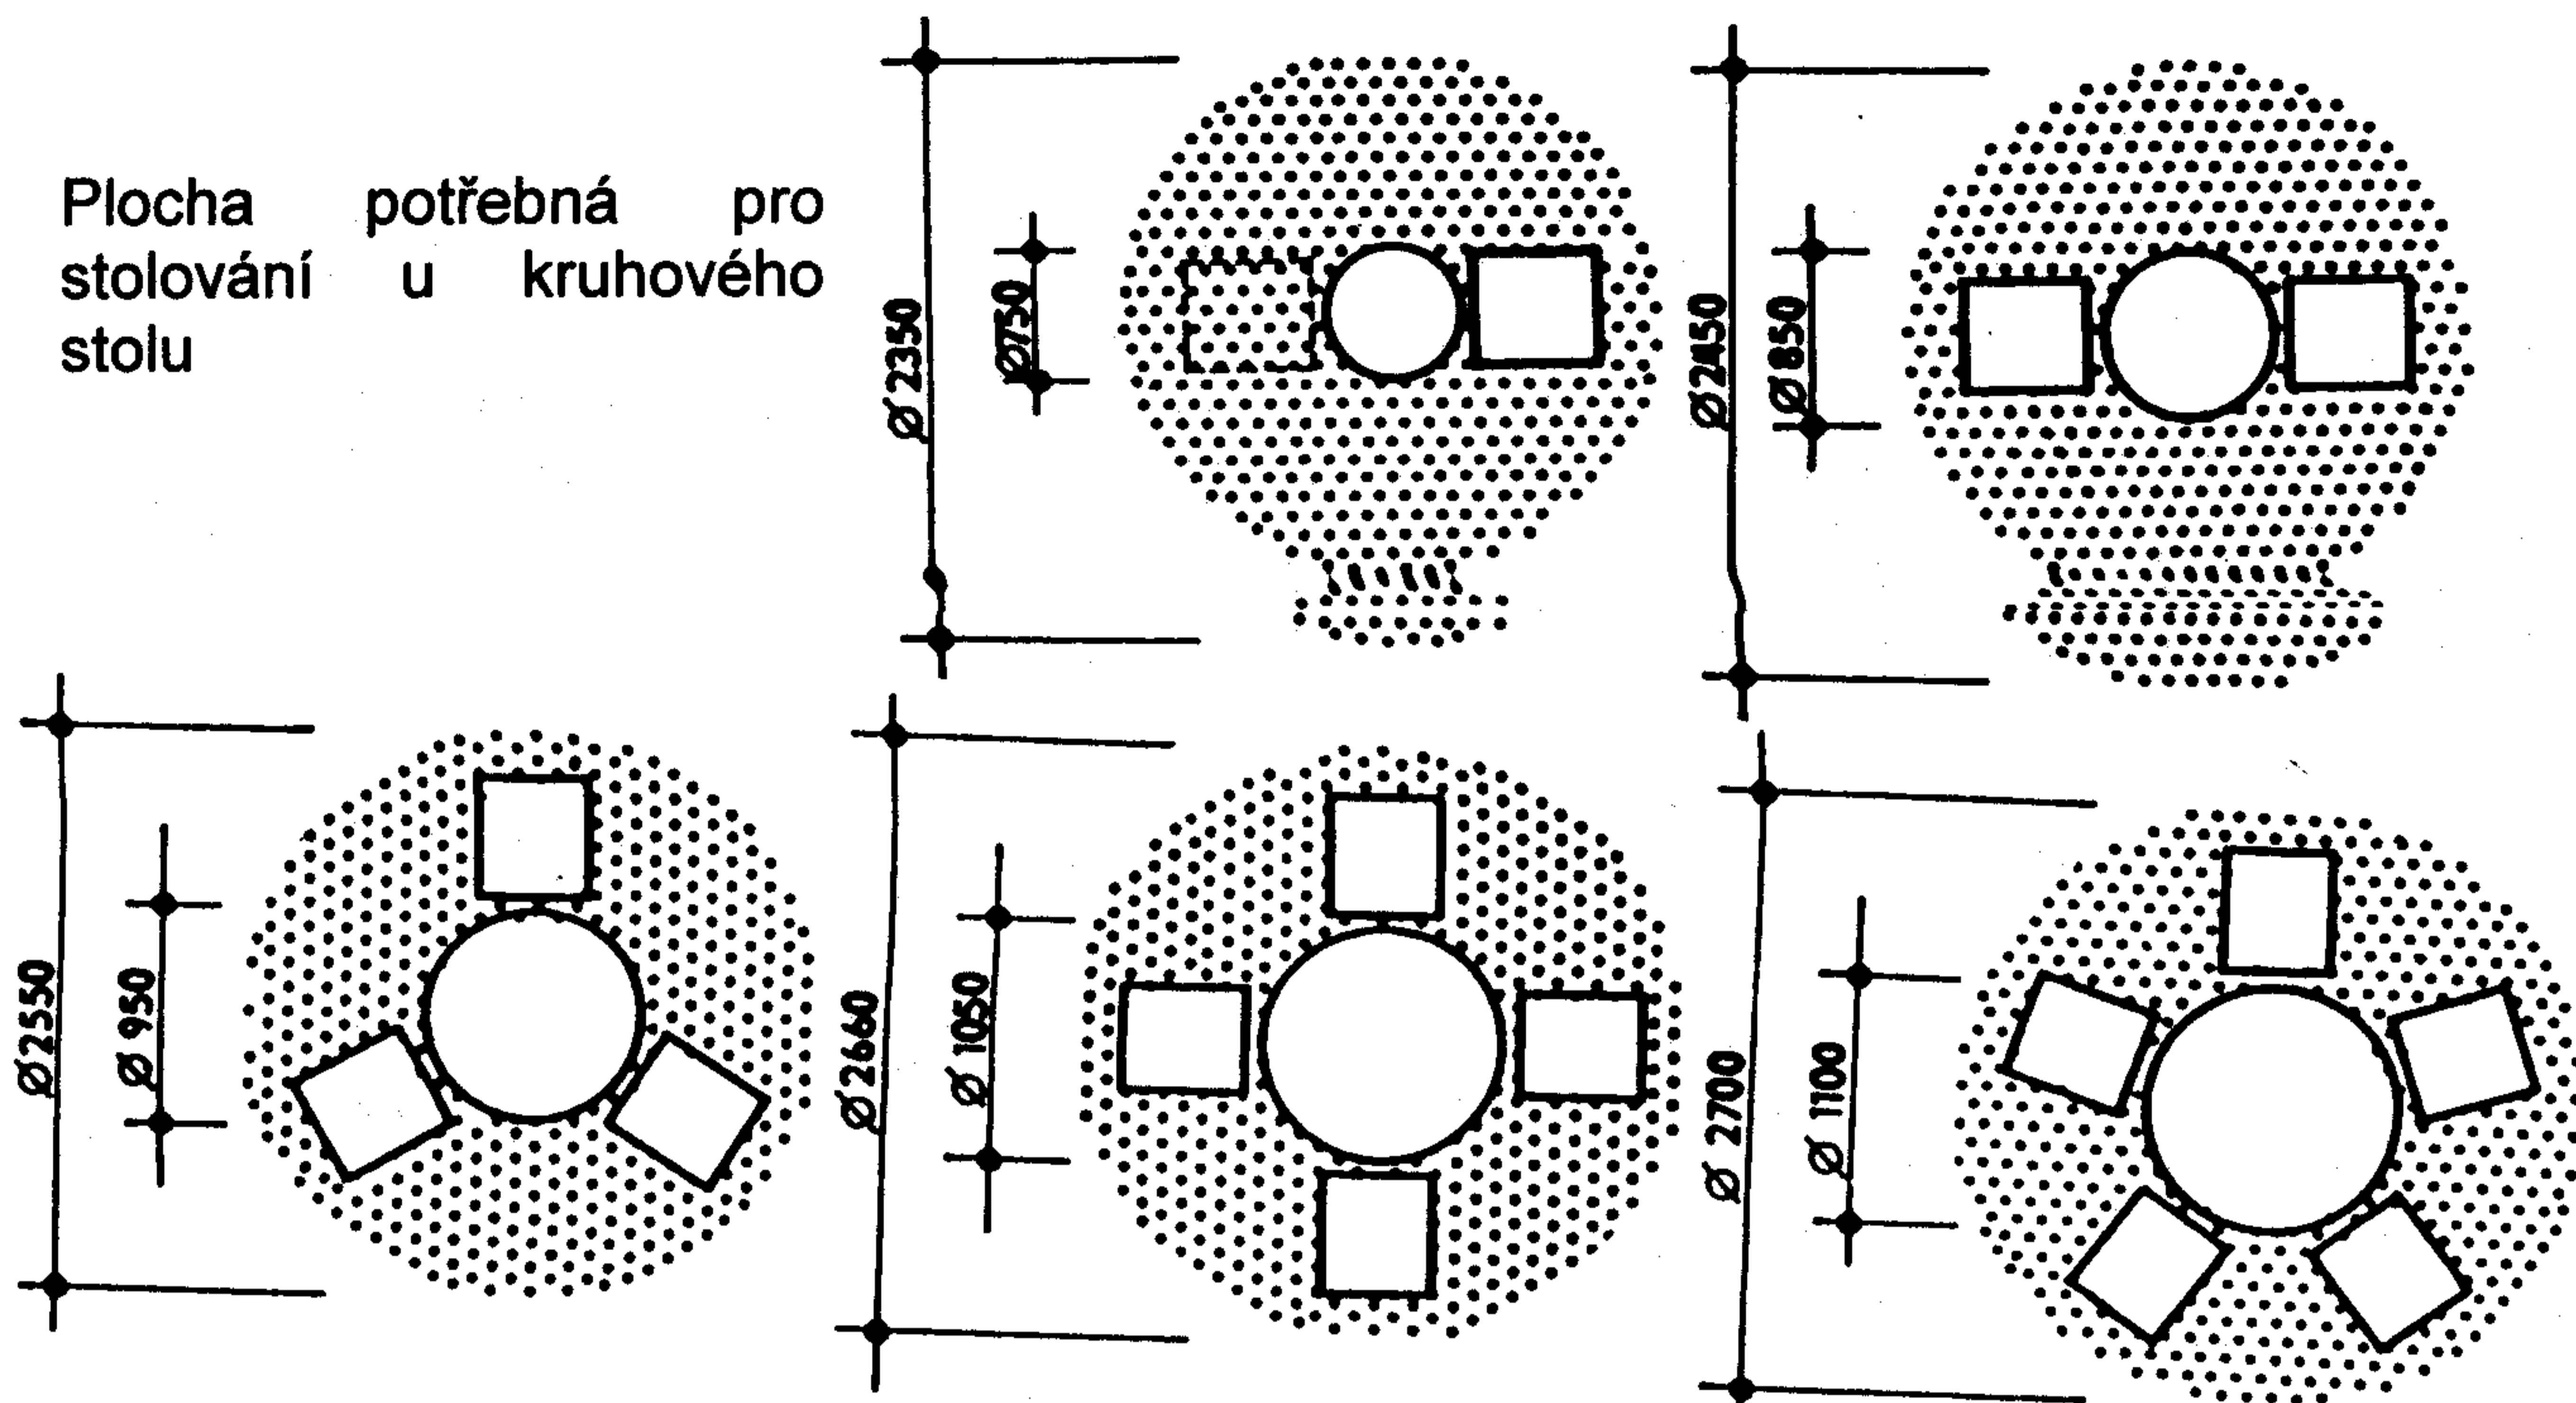 Plocha potřebná pro
stolování u kruhového
stolu
Ø 2350
Ø750
Ø2450
Ø850
Ø2550
Ø 950
Ø2660
Ø 1050
Ø 2700
Ø 1100